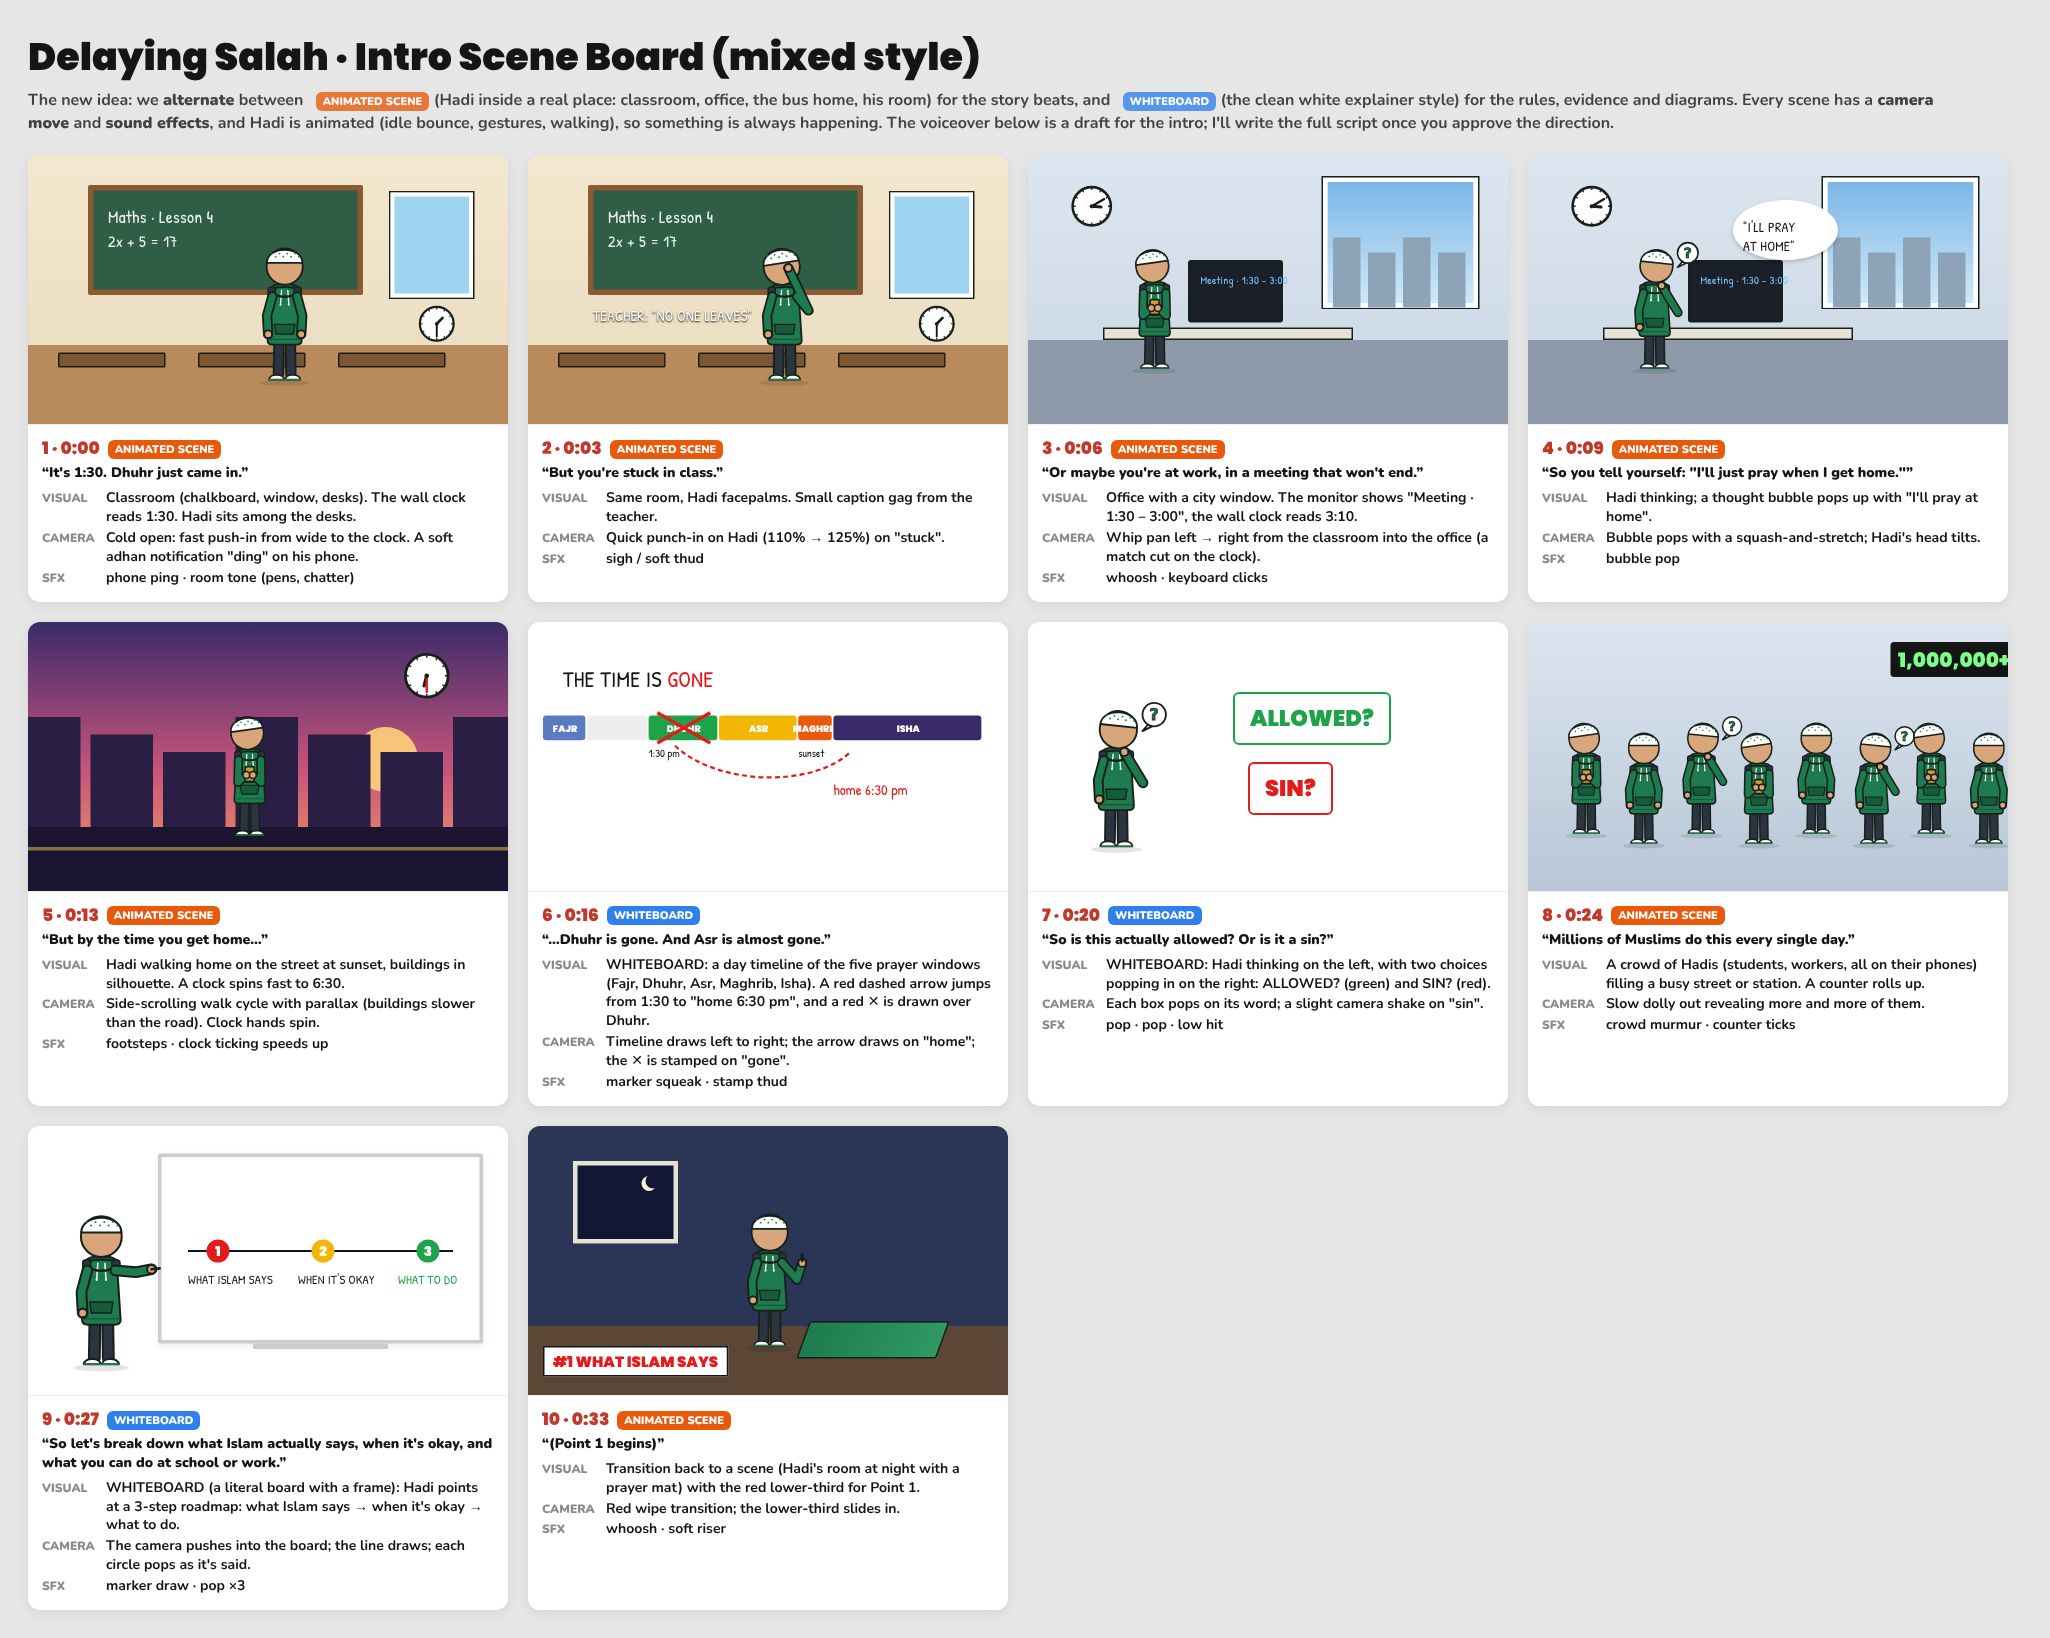 Delaying Salah · Intro Scene Board (mixed style)
The new idea: we alternate between ANIMATED SCENE (Hadi inside a real place: classroom, office, the bus home, his room) for the story beats, and WHITEBOARD (the clean white explainer style) for the rules, evidence and diagrams. Every scene has a camera
move and sound effects, and Hadi is animated (idle bounce, gestures, walking), so something is always happening. The voiceover below is a draft for the intro; I'll write the full script once you approve the direction.
Maths · Lesson 4
2x + 5 = 17
1 · 0:00 ANIMATED SCENE
“It's 1:30. Dhuhr just came in.”
VISUAL Classroom (chalkboard, window, desks). The wall clock
reads 1:30. Hadi sits among the desks.
CAMERA Cold open: fast push-in from wide to the clock. A soft
adhan notification "ding" on his phone.
SFX phone ping · room tone (pens, chatter)
Maths · Lesson 4
2x + 5 = 17
TEACHER: "NO ONE LEAVES"
2 · 0:03 ANIMATED SCENE
“But you're stuck in class.”
VISUAL Same room, Hadi facepalms. Small caption gag from the
teacher.
CAMERA Quick punch-in on Hadi (110% → 125%) on "stuck".
SFX sigh / soft thud
Meeting · 1:30 – 3:00
3 · 0:06 ANIMATED SCENE
“Or maybe you're at work, in a meeting that won't end.”
VISUAL Office with a city window. The monitor shows "Meeting ·
1:30 – 3:00", the wall clock reads 3:10.
CAMERA Whip pan left → right from the classroom into the office (a
match cut on the clock).
SFX whoosh · keyboard clicks
"I'LL PRAY
AT HOME"
?
Meeting · 1:30 – 3:00
4 · 0:09 ANIMATED SCENE
“So you tell yourself: "I'll just pray when I get home."”
VISUAL Hadi thinking; a thought bubble pops up with "I'll pray at
home".
CAMERA Bubble pops with a squash-and-stretch; Hadi's head tilts.
SFX bubble pop
5 · 0:13 ANIMATED SCENE
“But by the time you get home…”
VISUAL Hadi walking home on the street at sunset, buildings in
silhouette. A clock spins fast to 6:30.
CAMERA Side-scrolling walk cycle with parallax (buildings slower
than the road). Clock hands spin.
SFX footsteps · clock ticking speeds up
THE TIME IS GONE
FAJR DHUHR ASR MAGHRIB ISHA
1:30 pm sunset
home 6:30 pm
6 · 0:16 WHITEBOARD
“…Dhuhr is gone. And Asr is almost gone.”
VISUAL WHITEBOARD: a day timeline of the five prayer windows
(Fajr, Dhuhr, Asr, Maghrib, Isha). A red dashed arrow jumps
from 1:30 to "home 6:30 pm", and a red ✕ is drawn over
Dhuhr.
CAMERA Timeline draws left to right; the arrow draws on "home";
the ✕ is stamped on "gone".
SFX marker squeak · stamp thud
?
ALLOWED?
SIN?
7 · 0:20 WHITEBOARD
“So is this actually allowed? Or is it a sin?”
VISUAL WHITEBOARD: Hadi thinking on the left, with two choices
popping in on the right: ALLOWED? (green) and SIN? (red).
CAMERA Each box pops on its word; a slight camera shake on "sin".
SFX pop · pop · low hit
1,000,000+
? ?
8 · 0:24 ANIMATED SCENE
“Millions of Muslims do this every single day.”
VISUAL A crowd of Hadis (students, workers, all on their phones)
filling a busy street or station. A counter rolls up.
CAMERA Slow dolly out revealing more and more of them.
SFX crowd murmur · counter ticks
1 2 3
WHAT ISLAM SAYS WHEN IT'S OKAY WHAT TO DO
9 · 0:27 WHITEBOARD
“So let's break down what Islam actually says, when it's okay, and
what you can do at school or work.”
VISUAL WHITEBOARD (a literal board with a frame): Hadi points
at a 3-step roadmap: what Islam says → when it's okay →
what to do.
CAMERA The camera pushes into the board; the line draws; each
circle pops as it's said.
SFX marker draw · pop ×3
#1 WHAT ISLAM SAYS
10 · 0:33 ANIMATED SCENE
“(Point 1 begins)”
VISUAL Transition back to a scene (Hadi's room at night with a
prayer mat) with the red lower-third for Point 1.
CAMERA Red wipe transition; the lower-third slides in.
SFX whoosh · soft riser